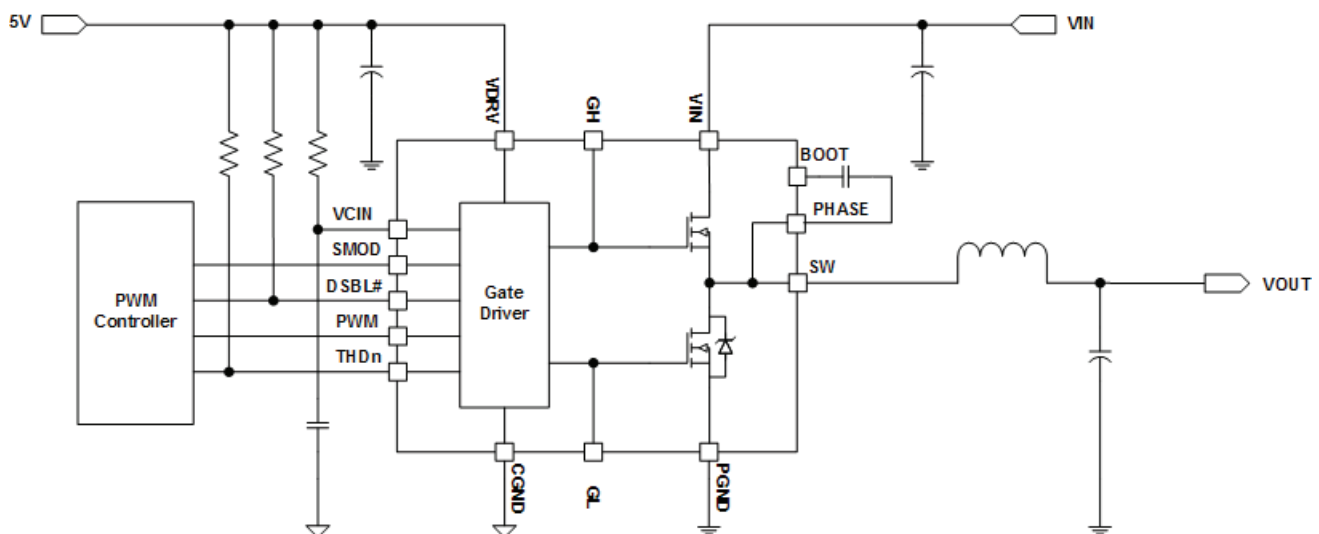 5V
VIN
VDRV
GH
VIN
BOOT
PHASE
VCIN
SMOD
DSBL#
PWM
THDn
SW
VOUT
PWM
Controller
Gate
Driver
CGND
GL
PGND